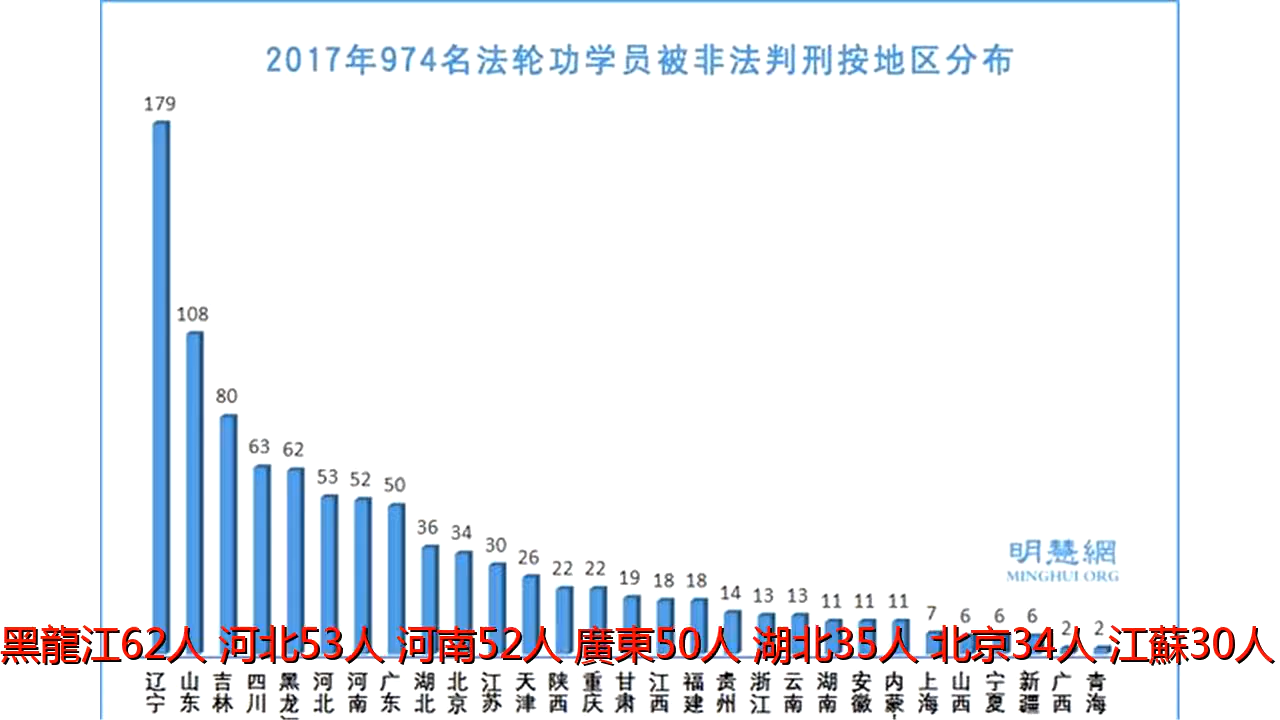 2017年974名法轮功学员被非法判刑按地区分布
179
108
80
63
62
53
52
50
36
34
30
26
22
22
19
18
18
14
13
13
11
11
11
7
6
6
6
2
2
明慧網
MINGHUI ORG
黑龍江62人 河北53人 河南52人 廣東50人 湖北35人 北京34人 江蘇30人
辽宁
山东
吉林
四川
黑龙
河北
河南
广东
湖北
北京
江苏
天津
陕西
重庆
甘肃
江西
福建
贵州
浙江
云南
湖南
安徽
内蒙
上海
山西
宁夏
新疆
广西
青海